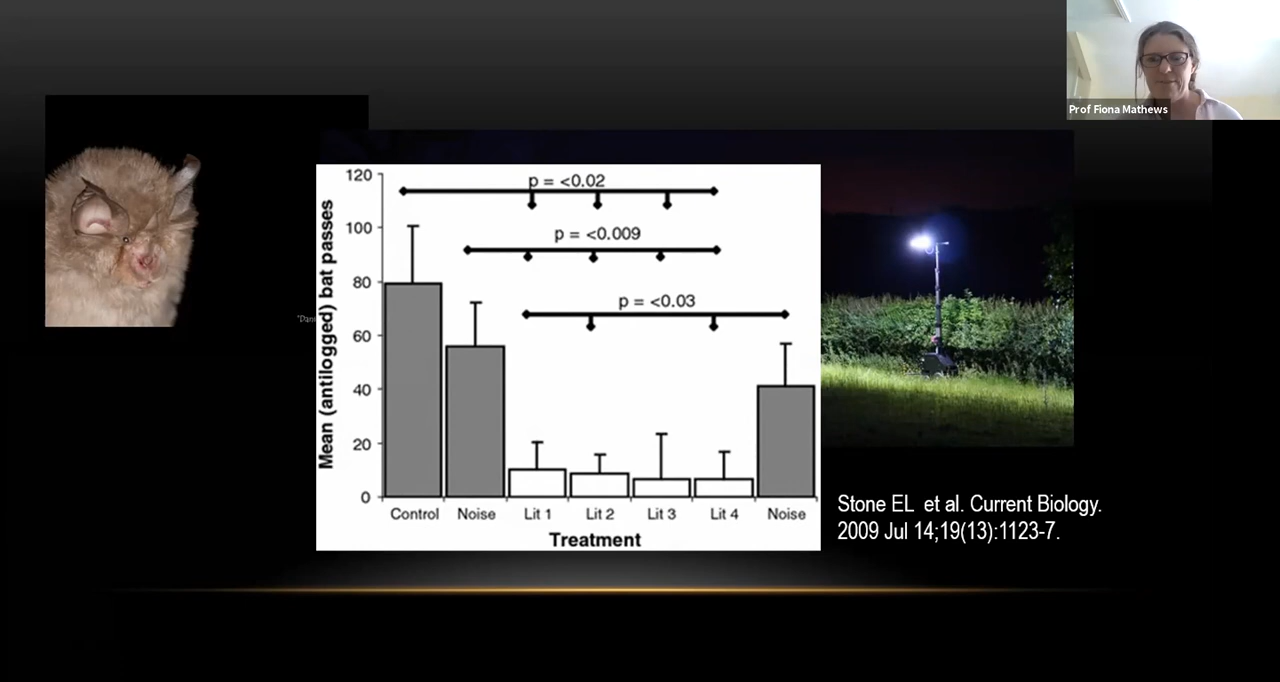 Prof Fiona Mathews
Mean (antilogged) bat passes
120
100
80
60
40
20
0
p = <0.02
p = <0.009
p = <0.03
Control
Noise
Lit 1
Lit 2
Lit 3
Lit 4
Noise
Treatment
Stone EL et al. Current Biology.
2009 Jul 14;19(13):1123-7.